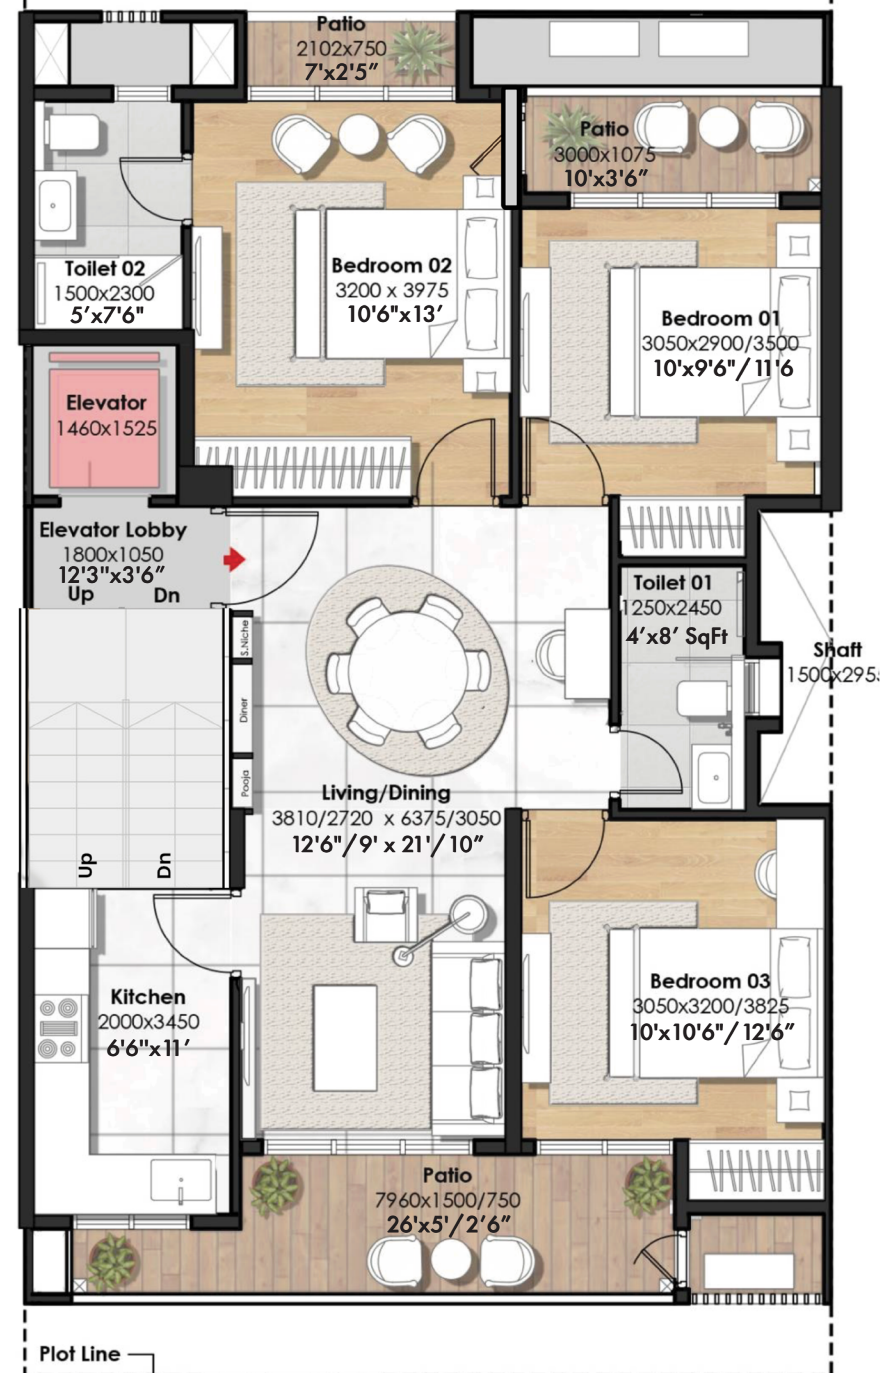 Patio
2102x750
7'x2'5"
Patio
3000x1075
10'x3'6"
Toilet 02
1500x2300
5'x7'6"
Bedroom 02
3200 x 3975
10'6"x13'
Bedroom 01
3050x2900/3500
10'x9'6"/11'6
Elevator
1460x1525
Elevator Lobby
1800x1050
12'3"x3'6"
Up Dn
Toilet 01
1250x2450
4'x8' SqFt
S.Niche
Shaft
1500x295
Diner
Pooja
Living/Dining
3810/2720 x 6375/3050
12'6"/9' x 21'/10"
Up Dn
Kitchen
2000x3450
6'6"x11'
Bedroom 03
3050x3200/3825
10'x10'6"/12'6"
Patio
7960x1500/750
26'x5'/2'6"
Plot Line